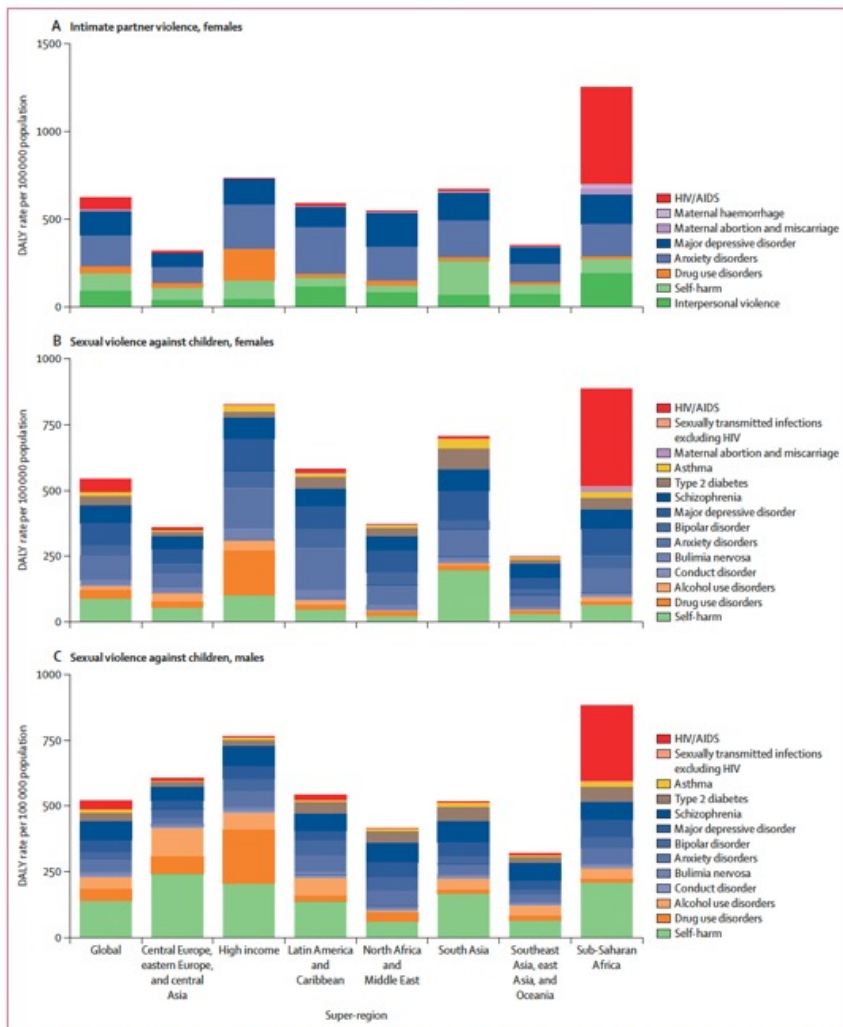 A Intimate partner violence, females
1500
1000
500
0
DALY rate per 100 000 population
HIV/AIDS
Maternal haemorrhage
Maternal abortion and miscarriage
Major depressive disorder
Anxiety disorders
Drug use disorders
Self-harm
Interpersonal violence
B Sexual violence against children, females
1000
750
500
250
0
DALY rate per 100 000 population
HIV/AIDS
Sexually transmitted infections
excluding HIV
Maternal abortion and miscarriage
Asthma
Type 2 diabetes
Schizophrenia
Major depressive disorder
Bipolar disorder
Anxiety disorders
Bulimia nervosa
Conduct disorder
Alcohol use disorders
Drug use disorders
Self-harm
C Sexual violence against children, males
1000
750
500
250
0
DALY rate per 100 000 population
HIV/AIDS
Sexually transmitted infections
excluding HIV
Asthma
Type 2 diabetes
Schizophrenia
Major depressive disorder
Bipolar disorder
Anxiety disorders
Bulimia nervosa
Conduct disorder
Alcohol use disorders
Drug use disorders
Self-harm
Global
Central Europe,
eastern Europe,
and central
Asia
High income
Latin America
and
Caribbean
North Africa
and
Middle East
South Asia
Southeast
Asia, east
Asia, and
Oceania
Sub-Saharan
Africa
Super-region